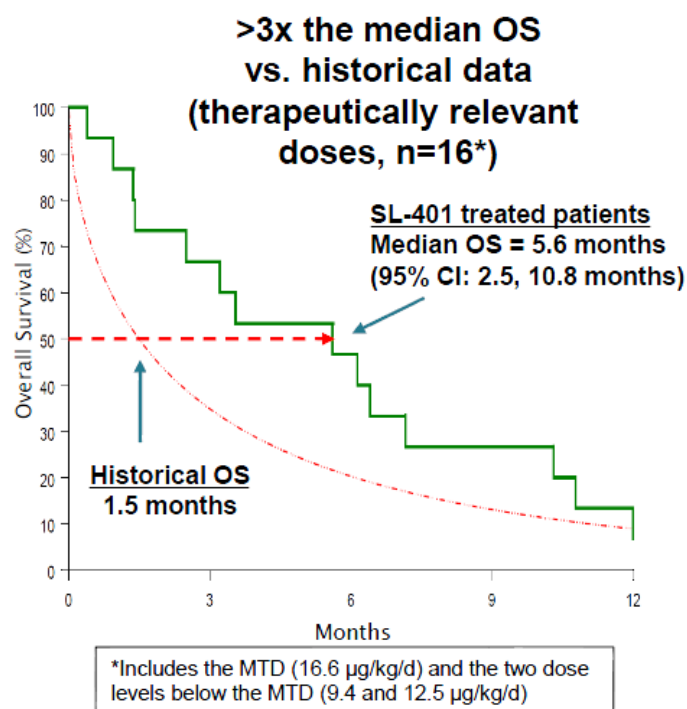 >3x the median OS
vs. historical data
(therapeutically relevant
doses, n=16*)
SL-401 treated patients
Median OS = 5.6 months
(95% CI: 2.5, 10.8 months)
Overall Survival (%)
100
90
80
70
60
50
40
30
20
10
0
Historical OS
1.5 months
0
3
6
9
12
Months
*Includes the MTD (16.6 µg/kg/d) and the two dose
levels below the MTD (9.4 and 12.5 µg/kg/d)